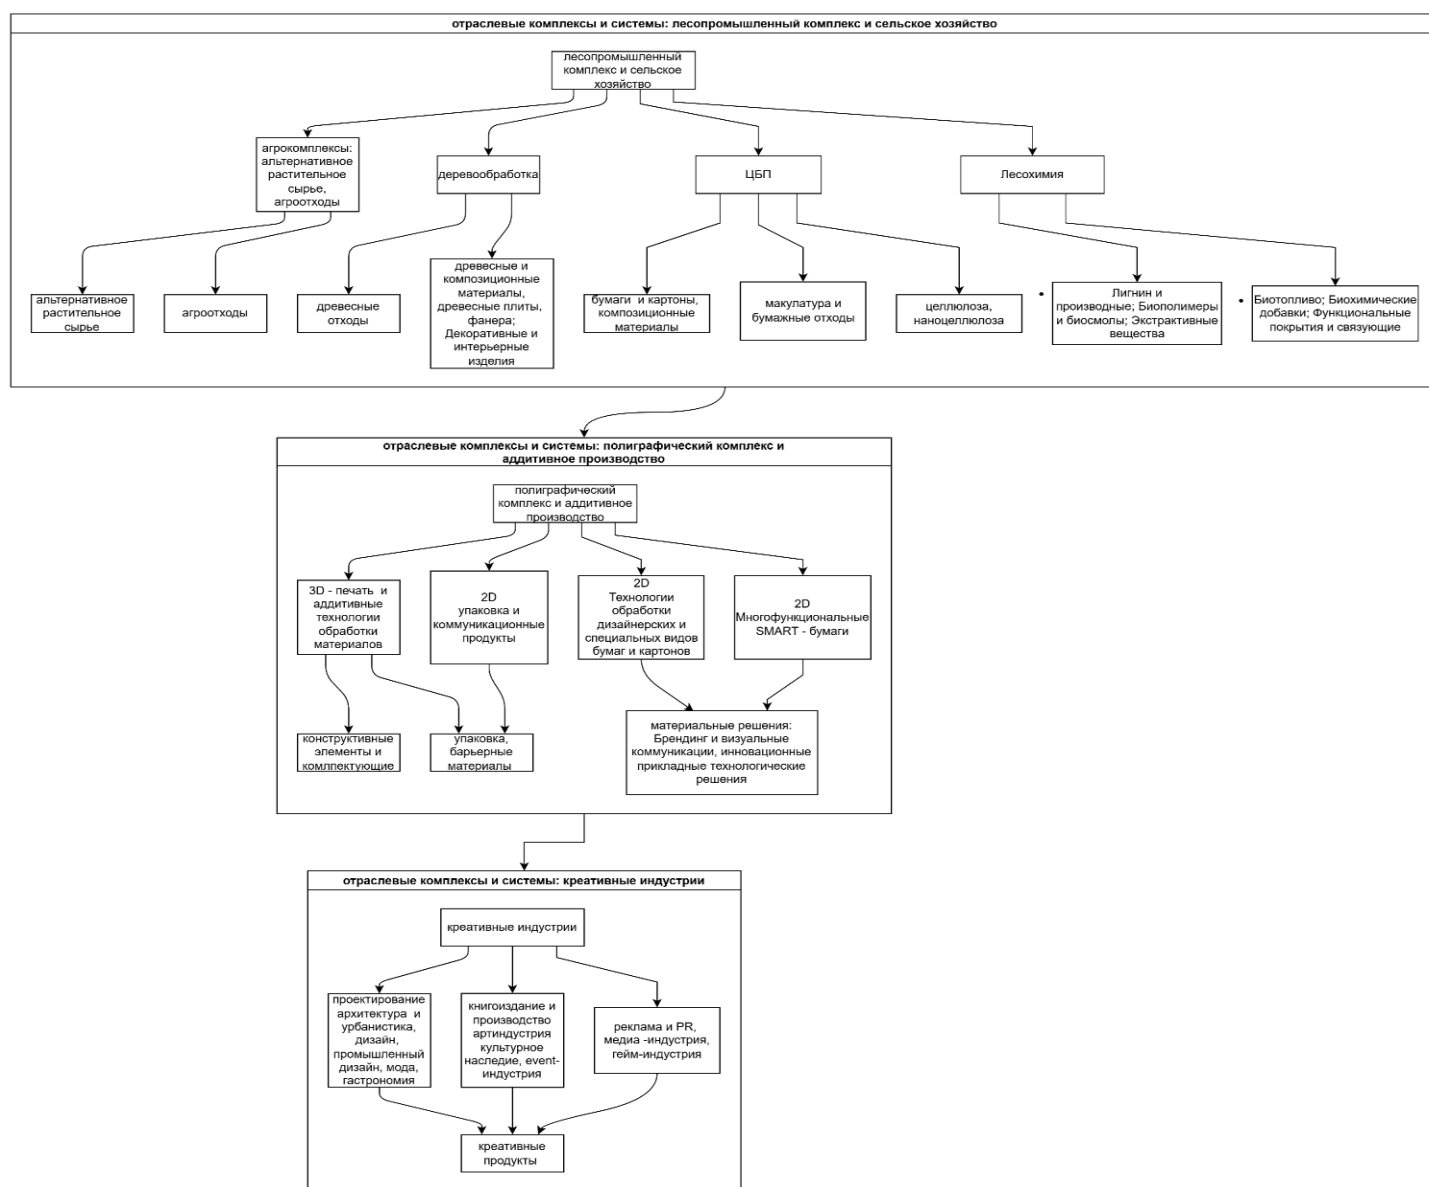 отраслевые комплексы и системы: лесопромышленный комплекс и сельское хозяйство
лесопромышленный
комплекс и сельское
хозяйство
агрокомплексы:
альтернативное
растительное
сырье,
агроотходы
деревообработка
ЦБП
Лесохимия
альтернативное
растительное
сырье
агроотходы
древесные
отходы
древесные и
композиционные
материалы,
древесные плиты,
фанера;
Декоративные и
интерьерные
изделия
бумаги и картоны,
композиционные
материалы
макулатура и
бумажные отходы
целлюлоза,
наноцеллюлоза
• Лигнин и
производные; Биополимеры
и биосмолы; Экстрактивные
вещества
• Биотопливо; Биохимические
добавки; Функциональные
покрытия и связующие
отраслевые комплексы и системы: полиграфический комплекс и
аддитивное производство
полиграфический
комплекс и аддитивное
производство
3D - печать и
аддитивные
технологии
обработки
материалов
2D
упаковка и
коммуникационные
продукты
2D
Технологии
обработки
дизайнерских и
специальных видов
бумаг и картонов
2D
Многофункциональные
SMART - бумаги
конструктивные
элементы и
комлпектующие
упаковка,
барьерные
материалы
материальные решения:
Брендинг и визуальные
коммуникации, инновационные
прикладные технологические
решения
отраслевые комплексы и системы: креативные индустрии
креативные индустрии
проектирование
архитектура и
урбанистика,
дизайн,
промышленный
дизайн, мода,
гастрономия
книгоиздание и
производство
артиндустрия
культурное
наследие, event-
индустрия
реклама и PR,
медиа -индустрия,
гейм-индустрия
креативные
продукты